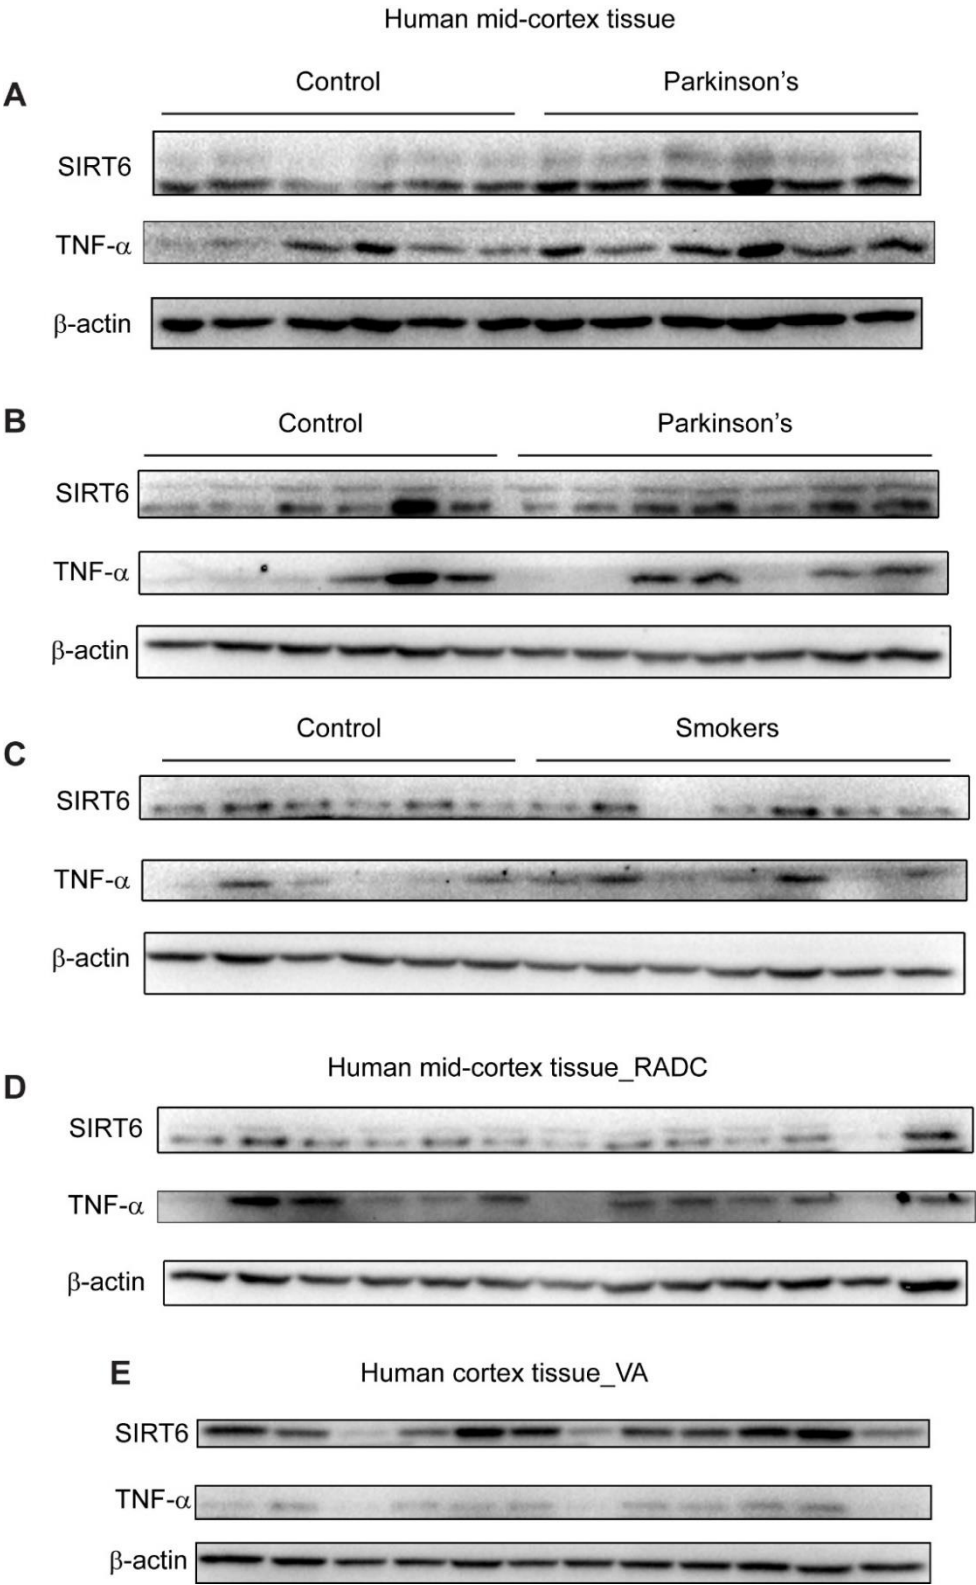 Human mid-cortex tissue
A
Control Parkinson's
SIRT6
TNF-α
β-actin
B
Control Parkinson's
SIRT6
TNF-α
β-actin
C
Control Smokers
SIRT6
TNF-α
β-actin
Human mid-cortex tissue_RADC
D
SIRT6
TNF-α
β-actin
E Human cortex tissue_VA
SIRT6
TNF-α
β-actin